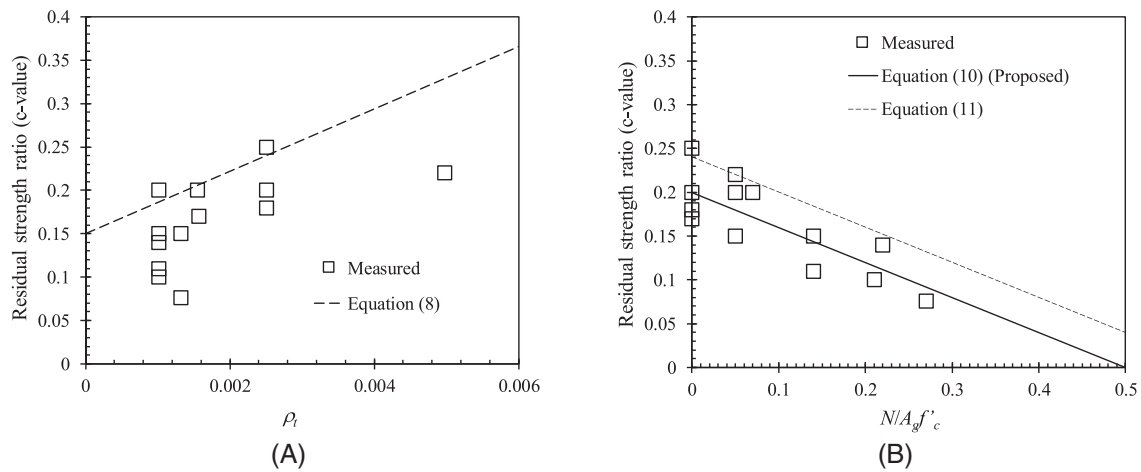 0.4
0.35
0.3
0.25
0.2
0.15
0.1
0.05
0
Residual strength ratio (c-value)
Measured
Equation (8)
0
0.002
0.004
0.006
ρt
(A)
0.4
0.35
0.3
0.25
0.2
0.15
0.1
0.05
0
Residual strength ratio (c-value)
Measured
Equation (10) (Proposed)
Equation (11)
0
0.1
0.2
0.3
0.4
0.5
N/Agf'c
(B)